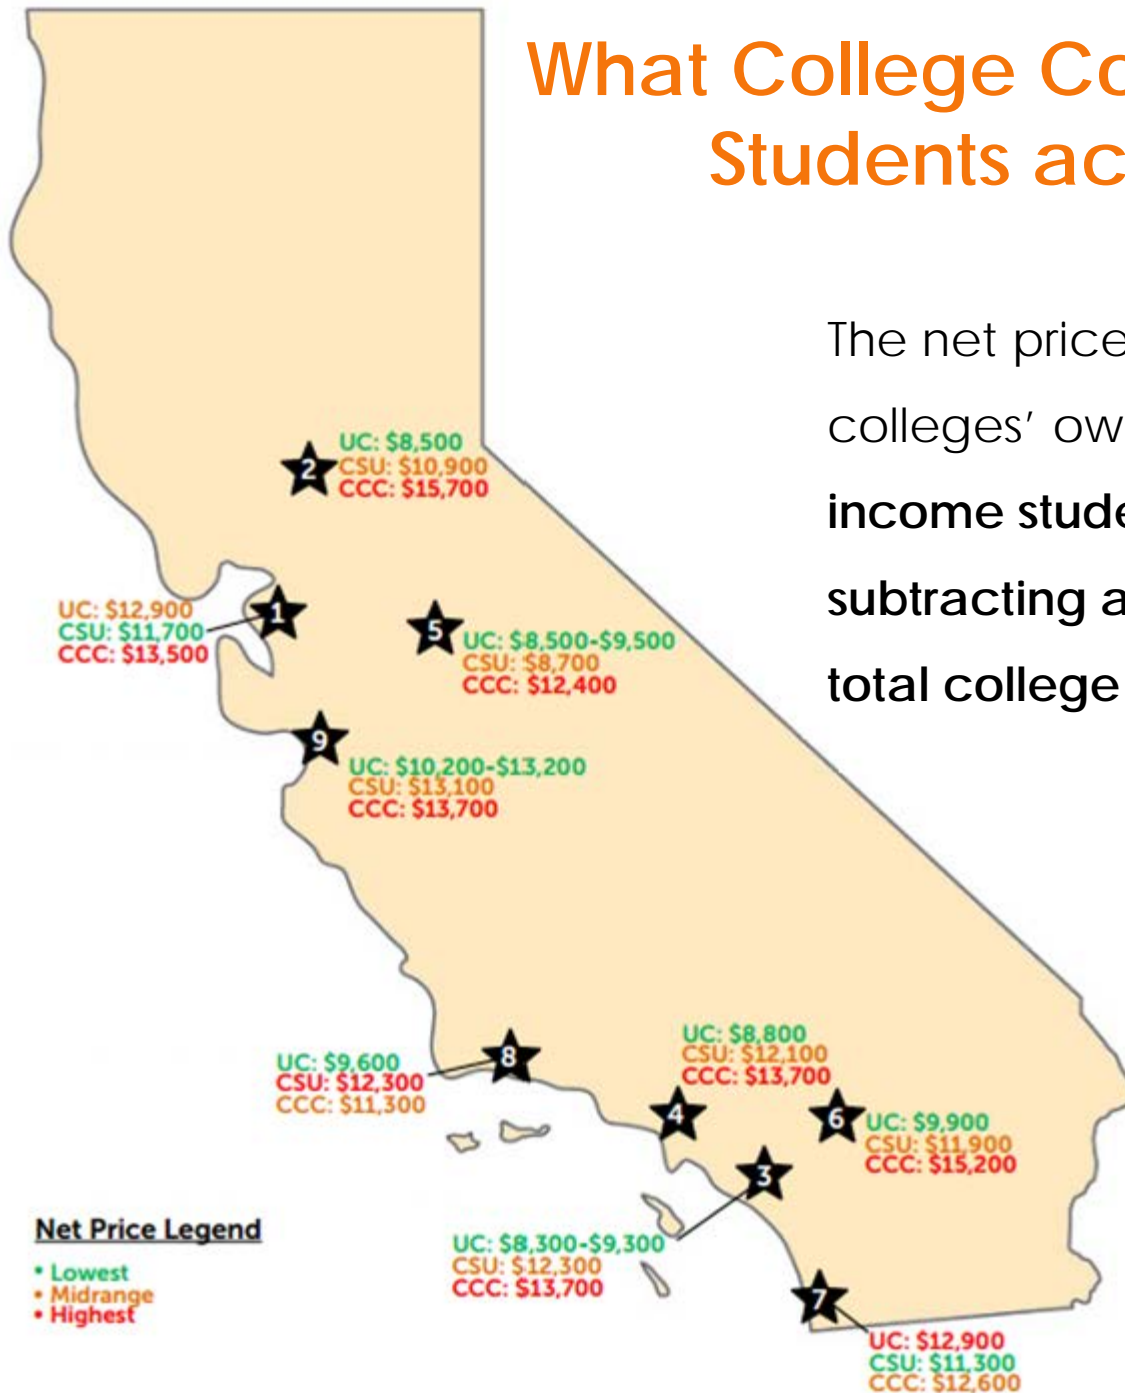 What College Co
Students ac
The net price
colleges' ow
income stude
subtracting a
total college
2
UC: $8,500
CSU: $10,900
CCC: $15,700
1
UC: $12,900
CSU: $11,700
CCC: $13,500
5
UC: $8,500-$9,500
CSU: $8,700
CCC: $12,400
9
UC: $10,200-$13,200
CSU: $13,100
CCC: $13,700
8
UC: $9,600
CSU: $12,300
CCC: $11,300
4
UC: $8,800
CSU: $12,100
CCC: $13,700
6
UC: $9,900
CSU: $11,900
CCC: $15,200
3
UC: $8,300-$9,300
CSU: $12,300
CCC: $13,700
7
UC: $12,900
CSU: $11,300
CCC: $12,600
Net Price Legend
• Lowest
• Midrange
• Highest